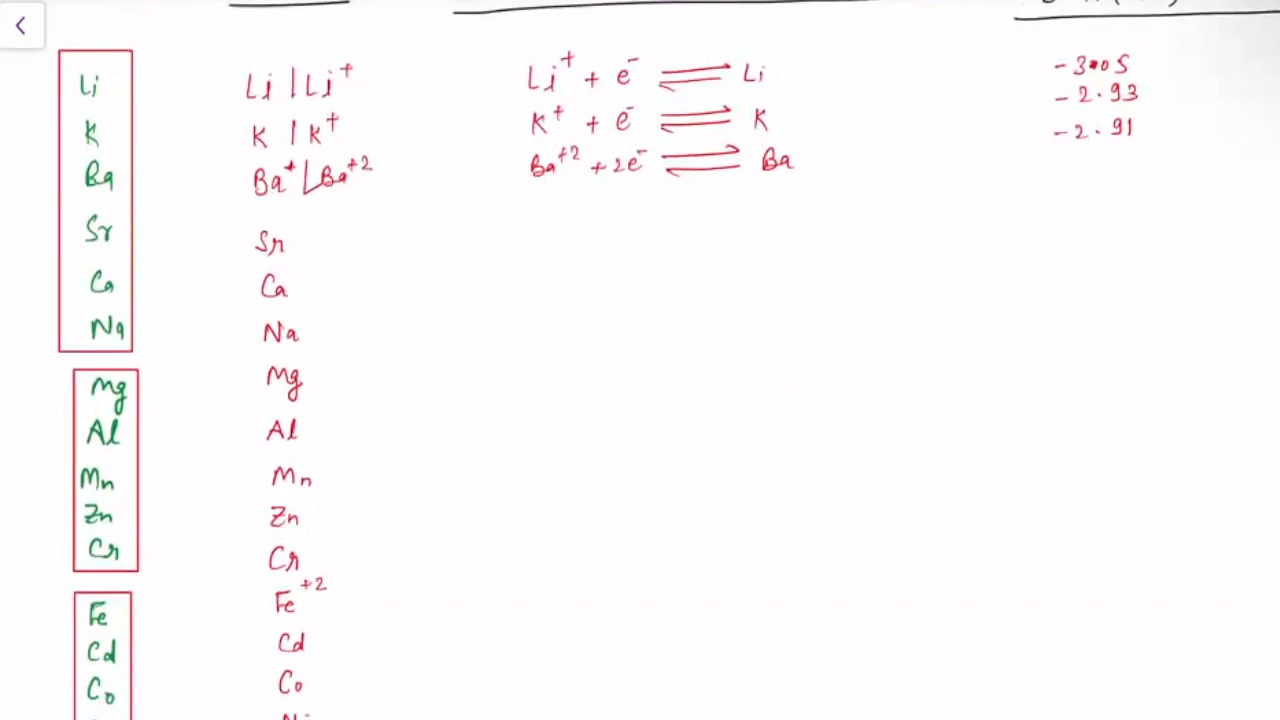 Li Li | Li⁺ Li⁺ + e⁻ ⇌ Li -3.05
K K | K⁺ K⁺ + e⁻ ⇌ K -2.93
Ba Ba⁺ | Ba⁺² Ba⁺² + 2e⁻ ⇌ Ba -2.91
Sr Sr
Ca Ca
Na Na
Mg Mg
Al Al
Mn Mn
Zn Zn
Cr Cr
Fe Fe⁺²
Cd Cd
Co Co